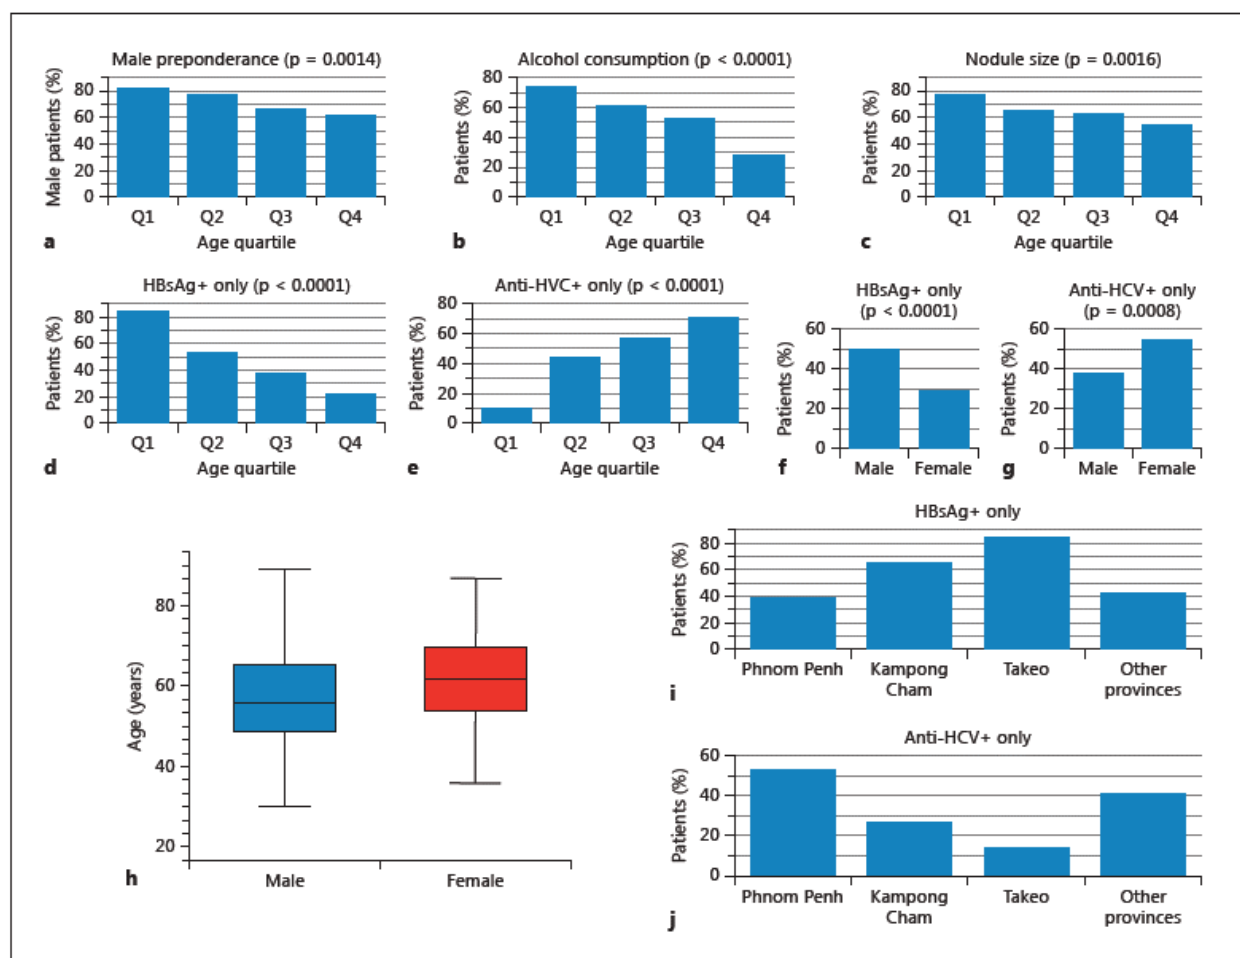 Male preponderance (p = 0.0014)
Male patients (%)
80
60
40
20
0
Q1 Q2 Q3 Q4
Age quartile
a
Alcohol consumption (p < 0.0001)
Patients (%)
80
60
40
20
0
Q1 Q2 Q3 Q4
Age quartile
b
Nodule size (p = 0.0016)
Patients (%)
80
60
40
20
0
Q1 Q2 Q3 Q4
Age quartile
c
HBsAg+ only (p < 0.0001)
Patients (%)
80
60
40
20
0
Q1 Q2 Q3 Q4
Age quartile
d
Anti-HVC+ only (p < 0.0001)
Patients (%)
80
60
40
20
0
Q1 Q2 Q3 Q4
Age quartile
e
HBsAg+ only
(p < 0.0001)
Patients (%)
60
40
20
0
Male Female
f
Anti-HCV+ only
(p = 0.0008)
Patients (%)
60
40
20
0
Male Female
g
Age (years)
80
60
40
20
Male Female
h
HBsAg+ only
Patients (%)
80
60
40
20
0
Phnom Penh Kampong Takeo Other
Cham provinces
i
Anti-HCV+ only
Patients (%)
60
40
20
0
Phnom Penh Kampong Takeo Other
Cham provinces
j